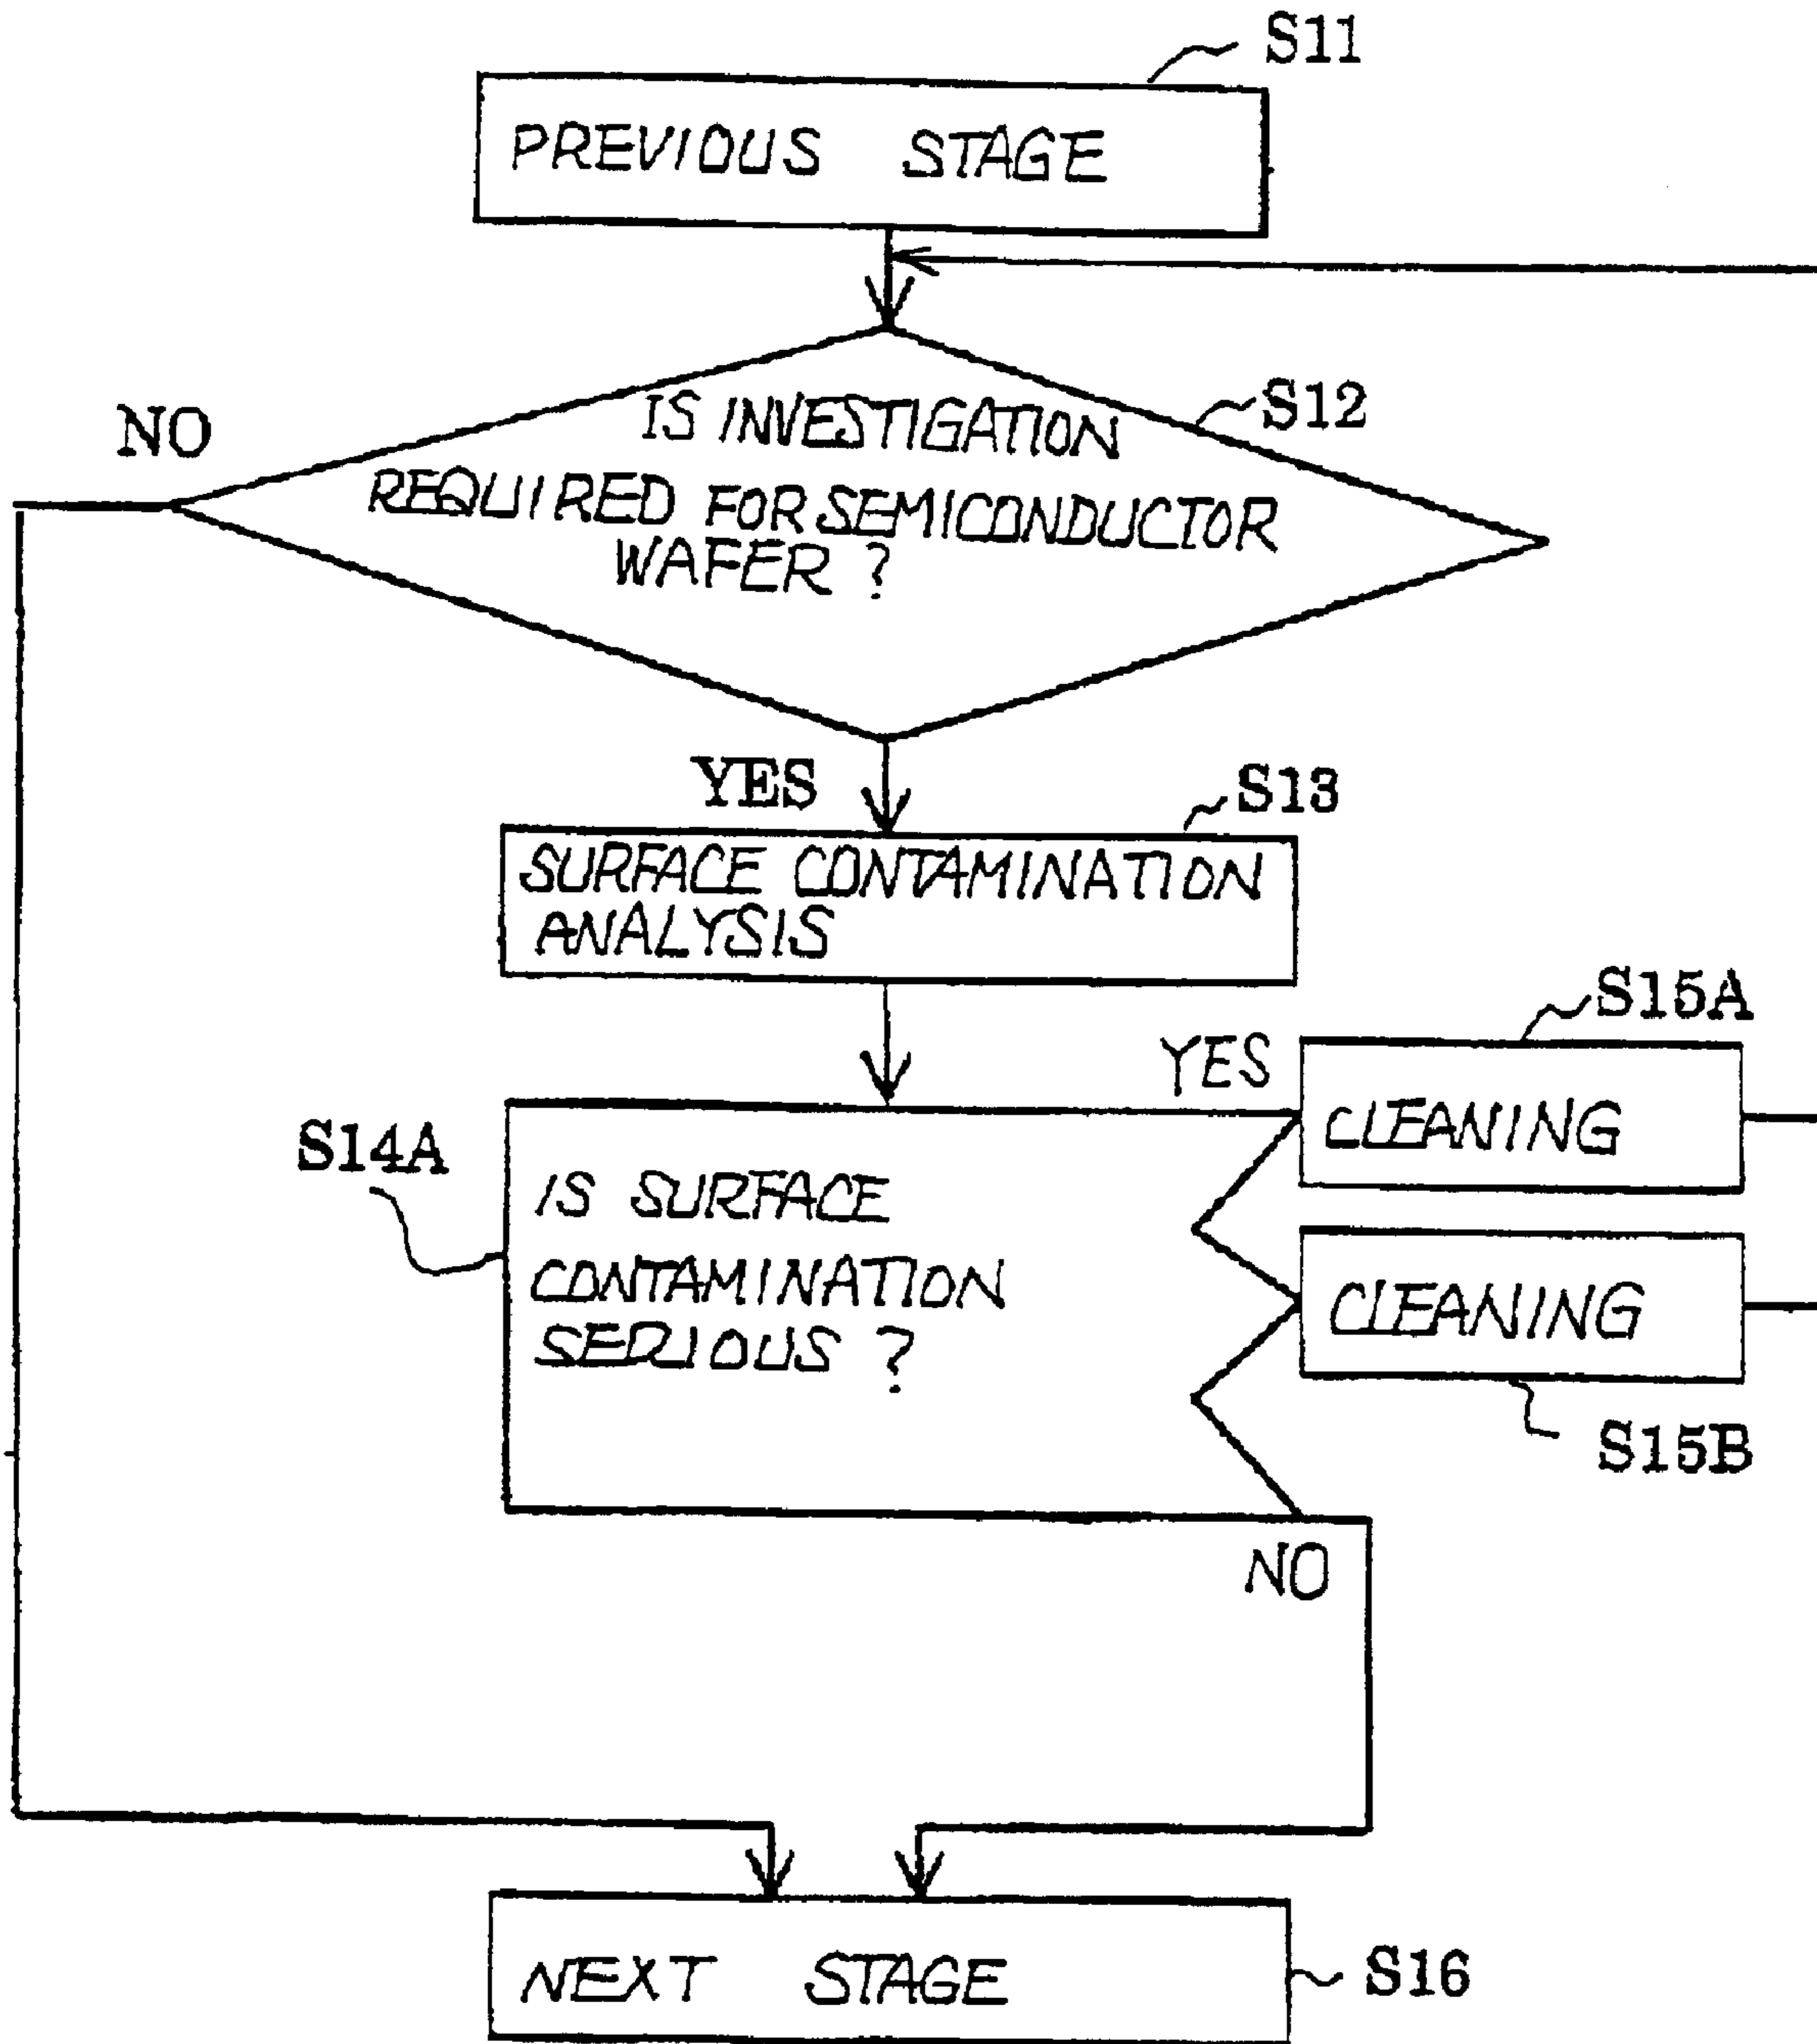 S11
PREVIOUS STAGE
NO
S12
IS INVESTIGATION
REQUIRED FOR SEMICONDUCTOR
WAFER ?
YES
S13
SURFACE CONTAMINATION
ANALYSIS
S15A
YES
CLEANING
S14A
IS SURFACE
CONTAMINATION
SERIOUS ?
CLEANING
S15B
NO
NEXT STAGE
S16